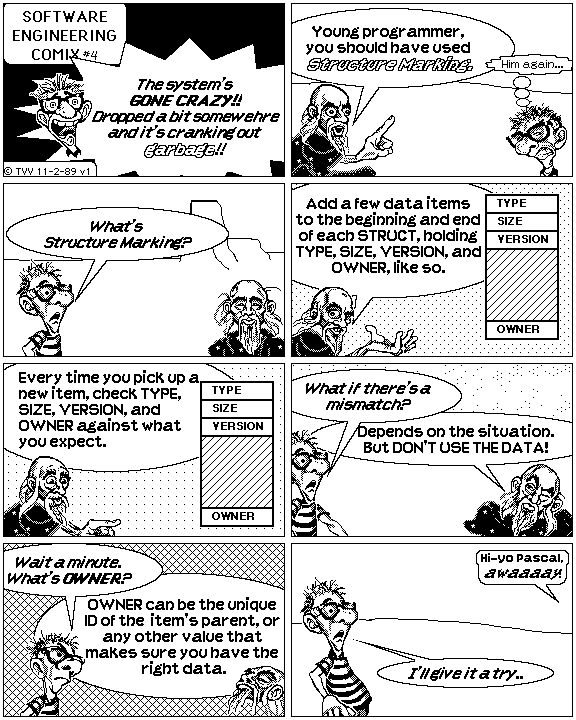 SOFTWARE
ENGINEERING
COMIX #4
The system's
GONE CRAZY!!
Dropped a bit somewehre
and it's cranking out
garbage!!
© TVV 11-2-89 v1
Young programmer,
you should have used
Structure Marking.
Him again...
What's
Structure Marking?
Add a few data items
to the beginning and end
of each STRUCT, holding
TYPE, SIZE, VERSION, and
OWNER, like so.
TYPE
SIZE
VERSION
OWNER
Every time you pick up a
new item, check TYPE,
SIZE, VERSION, and
OWNER against what
you expect.
TYPE
SIZE
VERSION
OWNER
What if there's a
mismatch?
Depends on the situation.
But DON'T USE THE DATA!
Wait a minute.
What's OWNER?
OWNER can be the unique
ID of the item's parent, or
any other value that
makes sure you have the
right data.
Hi-yo Pascal,
awaaaay.
I'll give it a try..